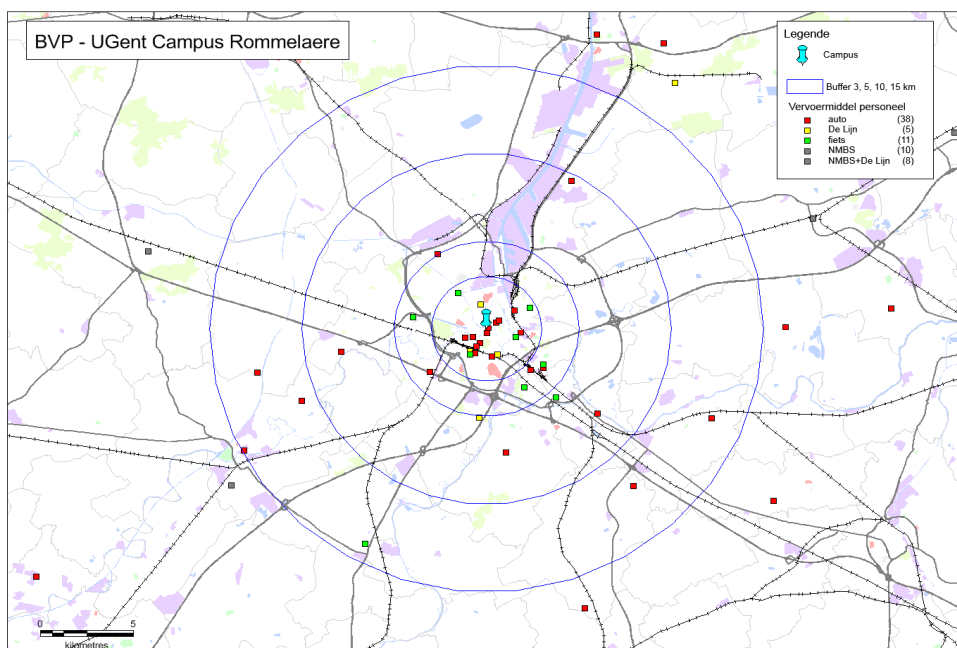 BVP - UGent Campus Rommelaere
Legende
Campus
Buffer 3, 5, 10, 15 km
Vervoermiddel personeel
auto (38)
De Lijn (5)
fiets (11)
NMBS (10)
NMBS+De Lijn (8)
0 5
kilometres